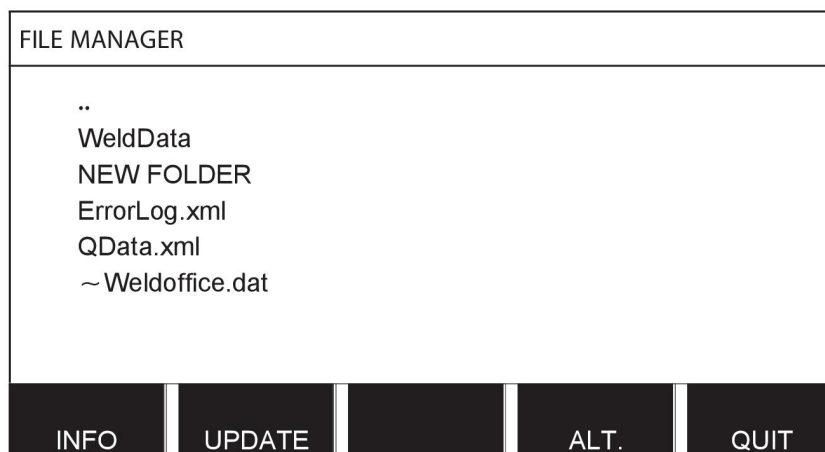 FILE MANAGER
..
WeldData
NEW FOLDER
ErrorLog.xml
QData.xml
~Weldoffice.dat
INFO UPDATE ALT. QUIT